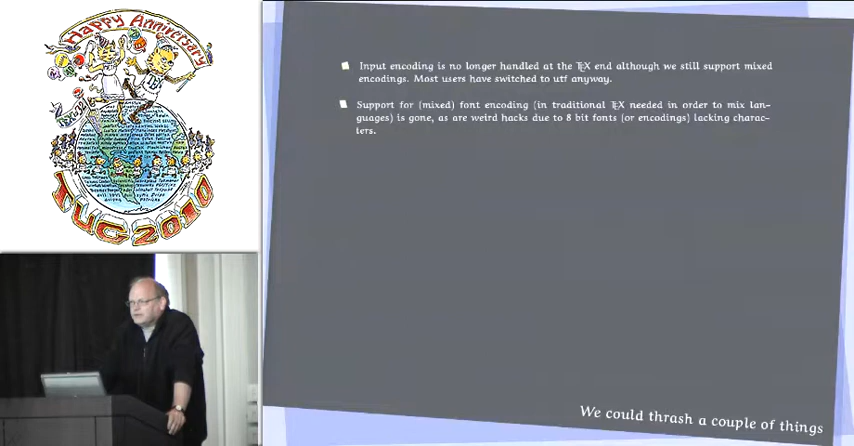 Happy Anniversary
TUG2010
Input encoding is no longer handled at the TEX end although we still support mixed
encodings. Most users have switched to utf anyway.
Support for (mixed) font encoding (in traditional TEX needed in order to mix lan-
guages) is gone, as are weird hacks due to 8 bit fonts (or encodings) lacking charac-
ters.
We could thrash a couple of things